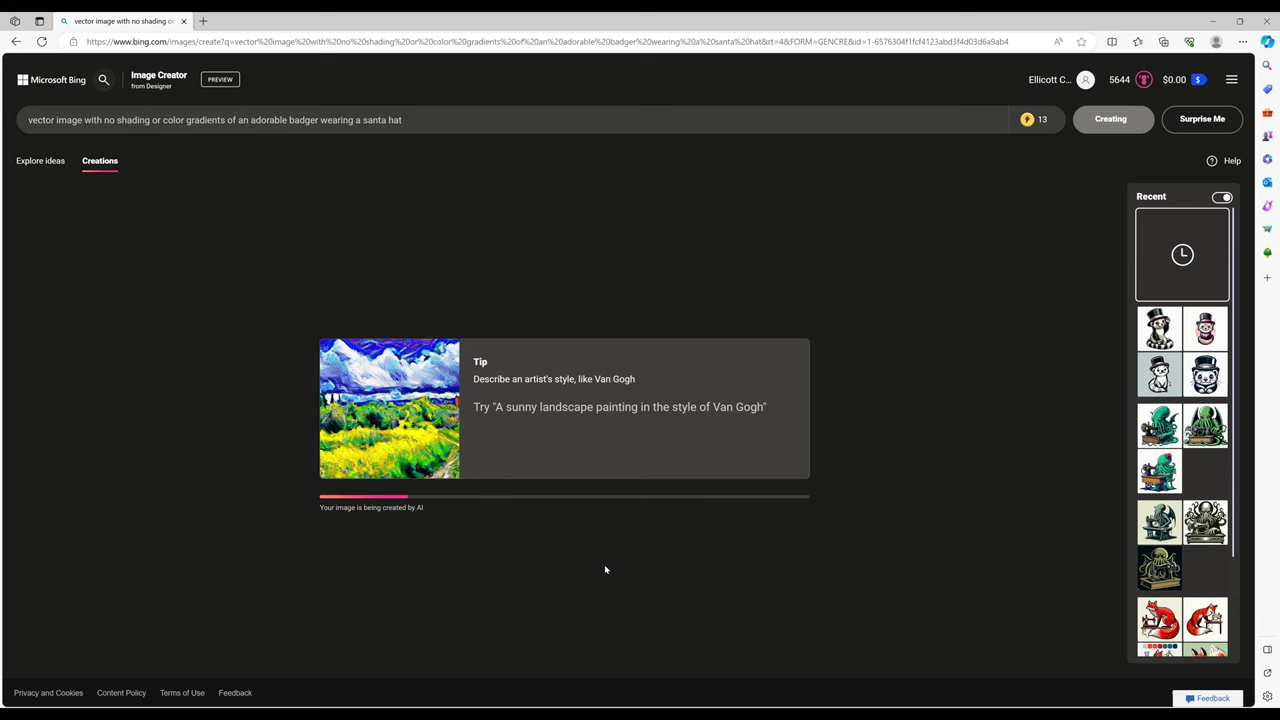 vector image with no shading or
https://www.bing.com/images/create?q=vector%20image%20with%20no%20shading%20or%20color%20gradients%20of%20an%20adorable%20badger%20wearing%20a%20santa%20hat&rt=4&FORM=GENCRE&id=1-6576304f1fcf4123abd3f4d03d6a9ab4
Microsoft Bing
Image Creator
from Designer
PREVIEW
Ellicott C...
5644
$0.00
vector image with no shading or color gradients of an adorable badger wearing a santa hat
13
Creating
Surprise Me
Explore ideas
Creations
Help
Recent
Tip
Describe an artist's style, like Van Gogh
Try "A sunny landscape painting in the style of Van Gogh"
Your image is being created by AI
Privacy and Cookies
Content Policy
Terms of Use
Feedback
Feedback